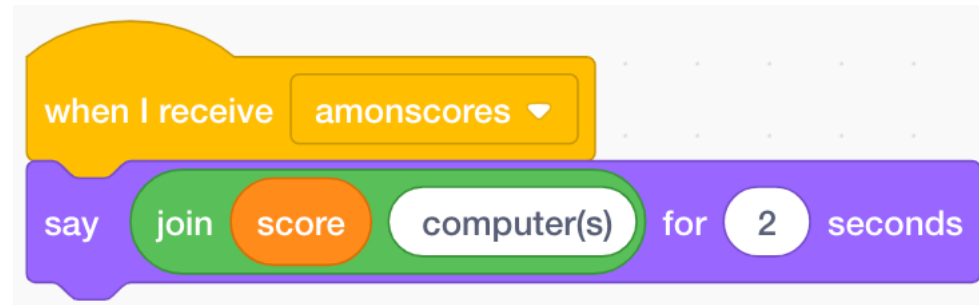 when I receive amonscores
say join score computer(s) for 2 seconds